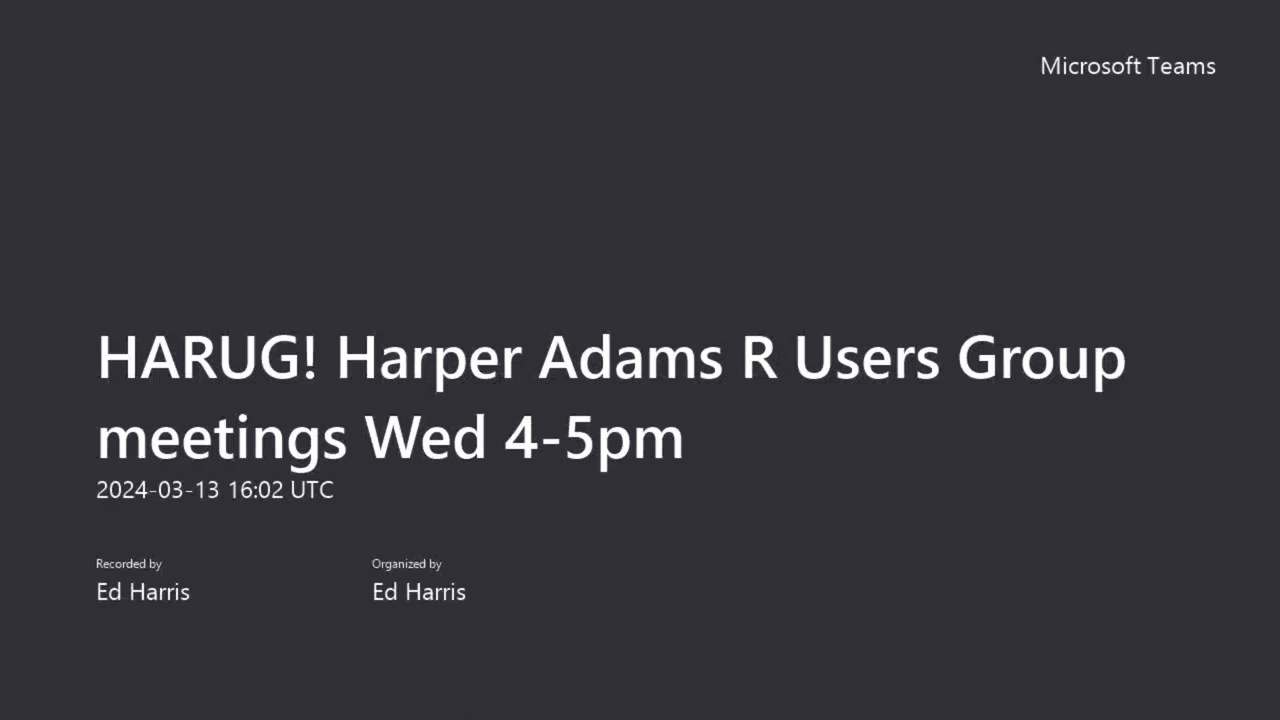 Microsoft Teams
HARUG! Harper Adams R Users Group
meetings Wed 4-5pm
2024-03-13 16:02 UTC
Recorded by
Ed Harris
Organized by
Ed Harris